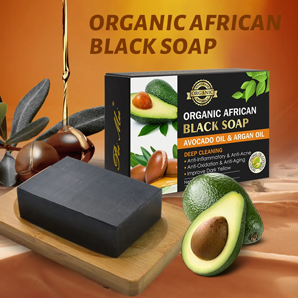 ORGANIC AFRICAN
BLACK SOAP
ORGANIC
ORGANIC AFRICAN
BLACK SOAP
AVOCADO OIL & ARGAN OIL
DEEP CLEANING
Anti-Inflammatory & Anti-Acne
Anti-Oxidation & Anti-Aging
Improve Dark Yellow